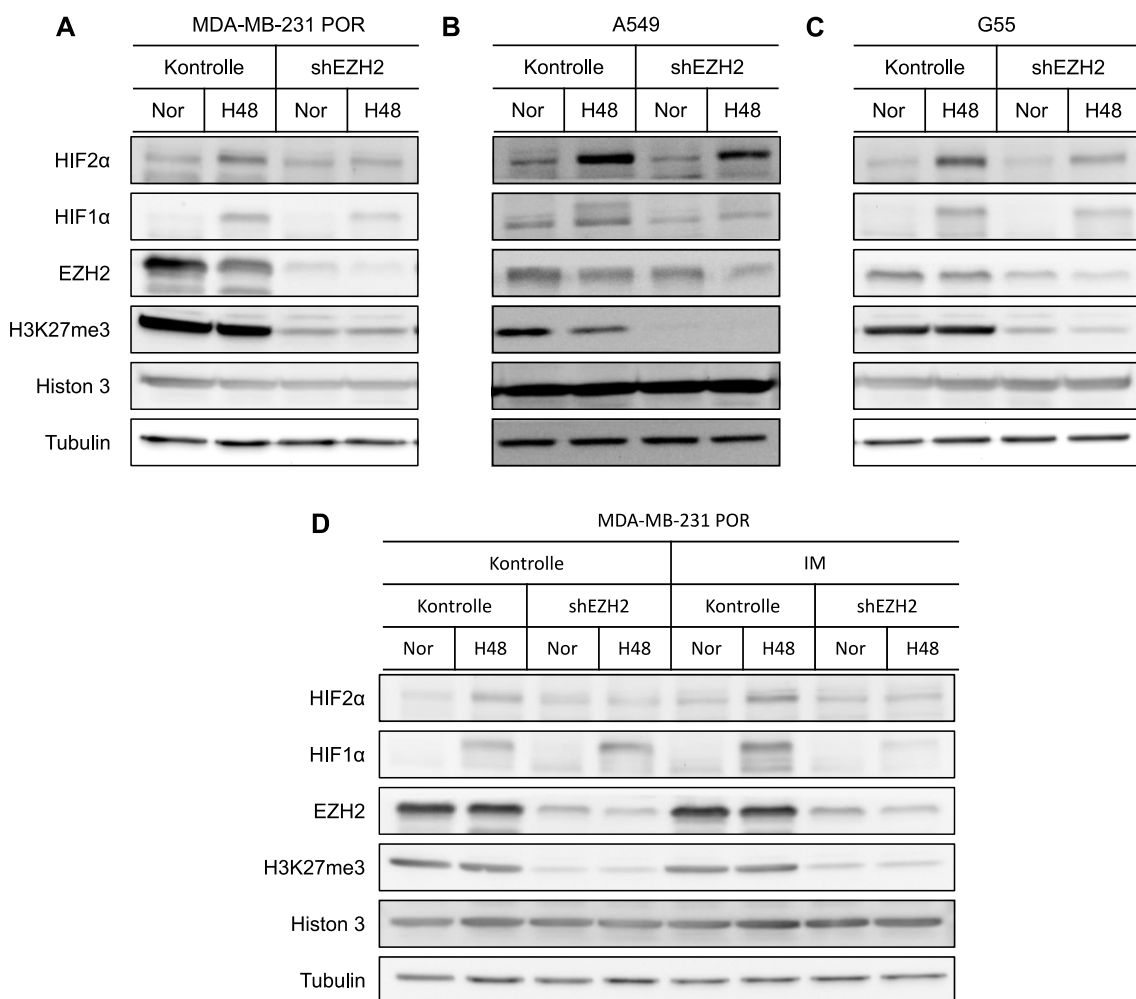 A MDA-MB-231 POR
Kontrolle shEZH2
Nor H48 Nor H48
HIF2α
HIF1α
EZH2
H3K27me3
Histon 3
Tubulin
B A549
Kontrolle shEZH2
Nor H48 Nor H48
C G55
Kontrolle shEZH2
Nor H48 Nor H48
D MDA-MB-231 POR
Kontrolle IM
Kontrolle shEZH2 Kontrolle shEZH2
Nor H48 Nor H48 Nor H48 Nor H48
HIF2α
HIF1α
EZH2
H3K27me3
Histon 3
Tubulin